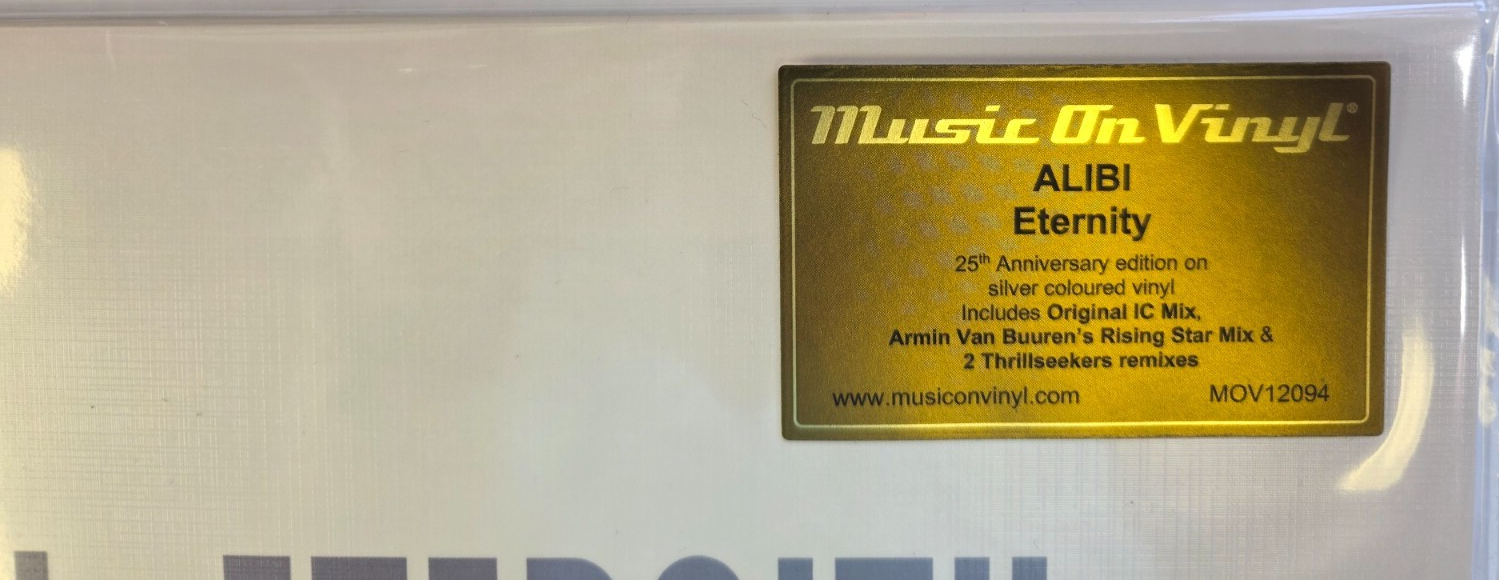 Music On Vinyl®
ALIBI
Eternity
25th Anniversary edition on
silver coloured vinyl
Includes Original IC Mix,
Armin Van Buuren's Rising Star Mix &
2 Thrillseekers remixes
www.musiconvinyl.com MOV12094